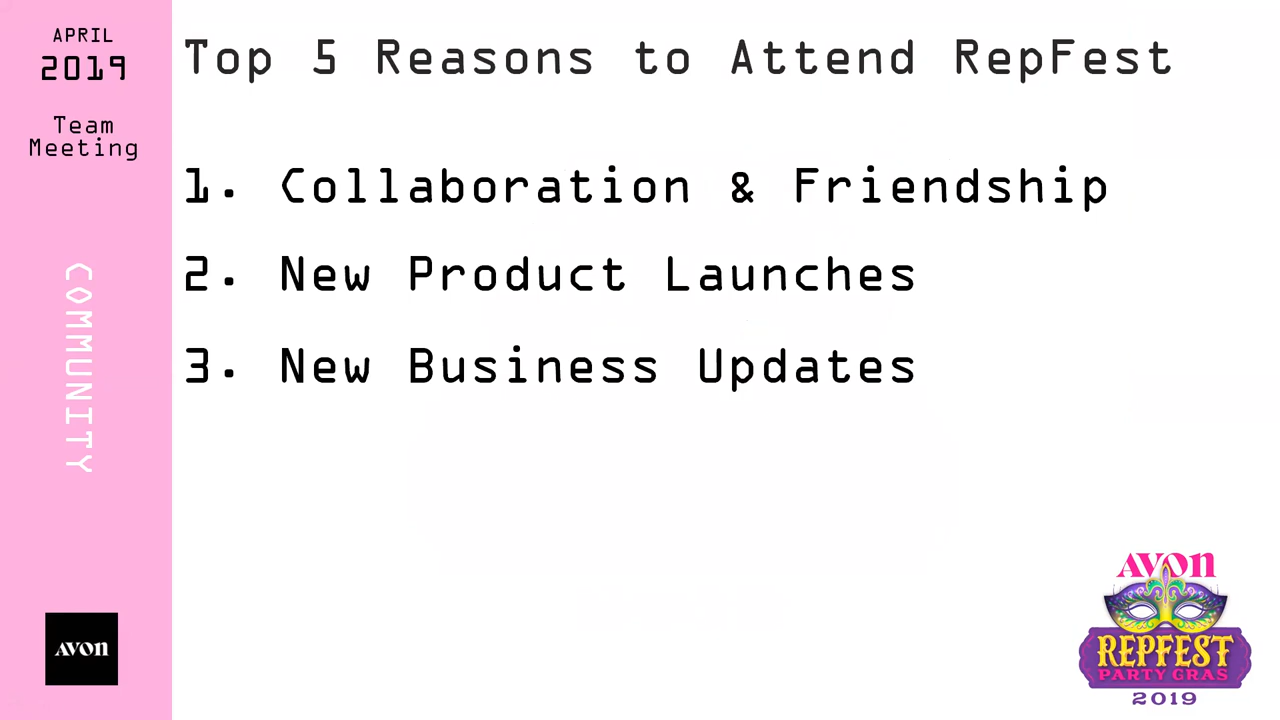 APRIL
2019
Team
Meeting
COMMUNITY
AVON
Top 5 Reasons to Attend RepFest
1. Collaboration & Friendship
2. New Product Launches
3. New Business Updates
AVON
REPFEST
PARTY GRAS
2019